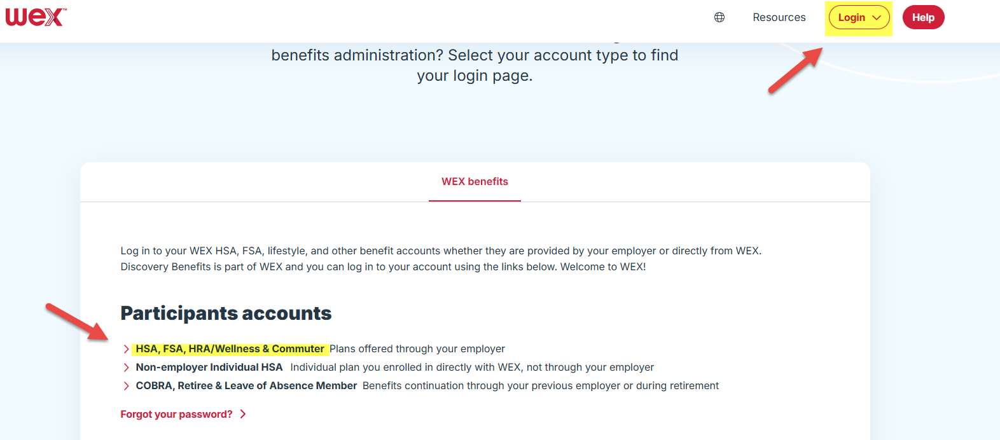 wex™
Resources
Login
Help
benefits administration? Select your account type to find
your login page.
WEX benefits
Log in to your WEX HSA, FSA, lifestyle, and other benefit accounts whether they are provided by your employer or directly from WEX.
Discovery Benefits is part of WEX and you can log in to your account using the links below. Welcome to WEX!
Participants accounts
HSA, FSA, HRA/Wellness & Commuter Plans offered through your employer
Non-employer Individual HSA Individual plan you enrolled in directly with WEX, not through your employer
COBRA, Retiree & Leave of Absence Member Benefits continuation through your previous employer or during retirement
Forgot your password?